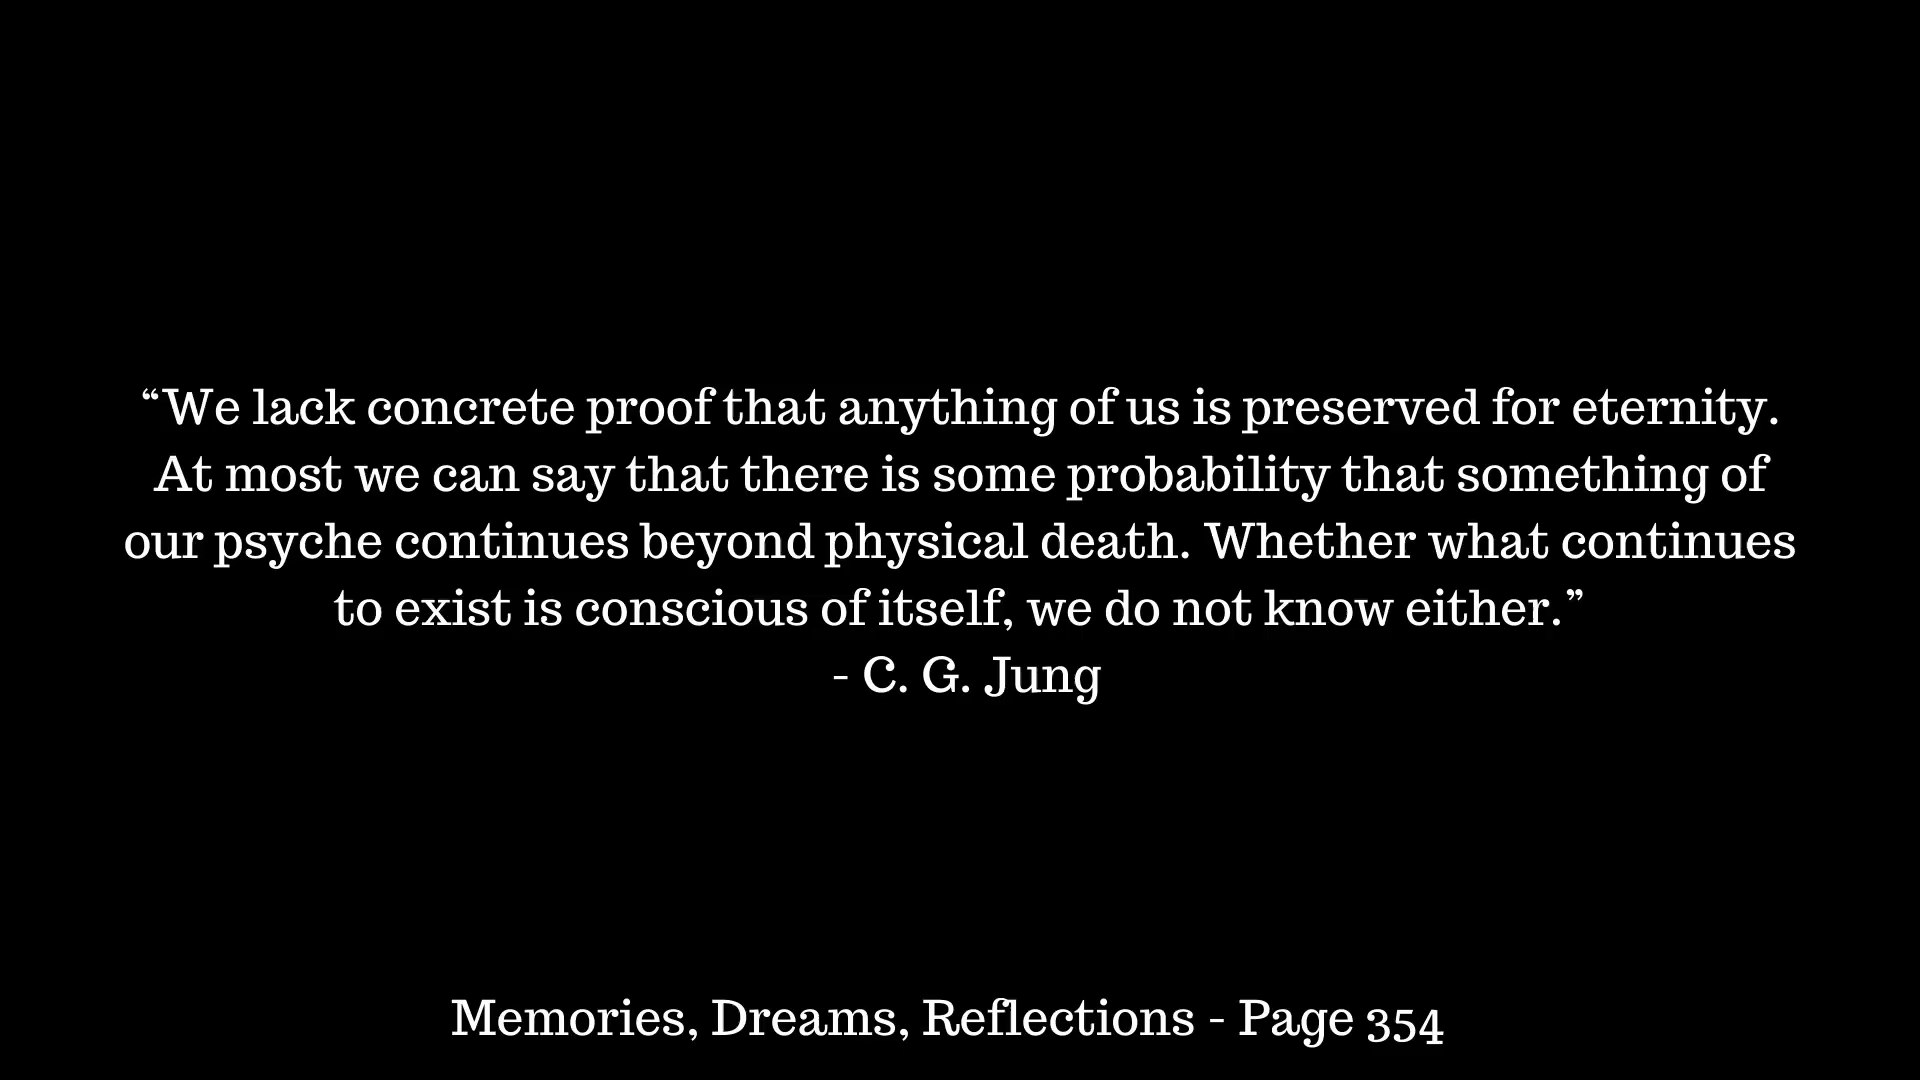 “We lack concrete proof that anything of us is preserved for eternity.
At most we can say that there is some probability that something of
our psyche continues beyond physical death. Whether what continues
to exist is conscious of itself, we do not know either.”
- C. G. Jung
Memories, Dreams, Reflections - Page 354